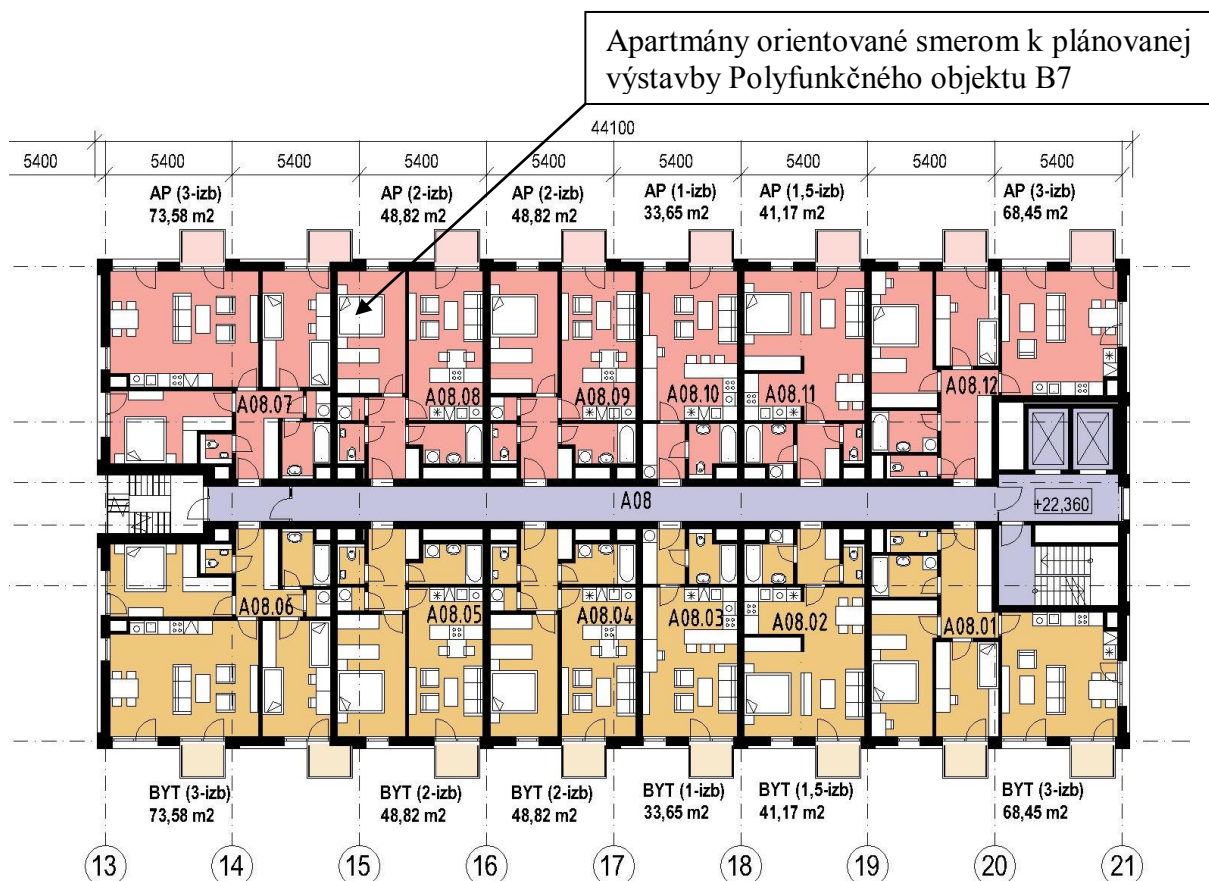 Apartmány orientované smerom k plánovanej
výstavby Polyfunkčného objektu B7
44100
5400 5400 5400 5400 5400 5400 5400 5400 5400
AP (3-izb) AP (2-izb) AP (2-izb) AP (1-izb) AP (1,5-izb) AP (3-izb)
73,58 m2 48,82 m2 48,82 m2 33,65 m2 41,17 m2 68,45 m2
A08.07 A08.08 A08.09 A08.10 A08.11 A08.12
A08 +22,360
A08.06 A08.05 A08.04 A08.03 A08.02 A08.01
BYT (3-izb) BYT (2-izb) BYT (2-izb) BYT (1-izb) BYT (1,5-izb) BYT (3-izb)
73,58 m2 48,82 m2 48,82 m2 33,65 m2 41,17 m2 68,45 m2
13 14 15 16 17 18 19 20 21